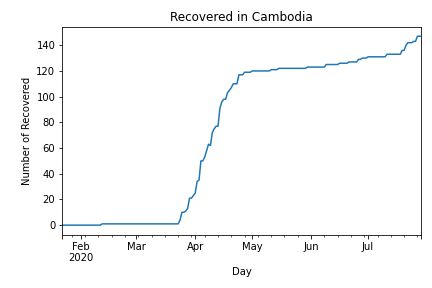 Recovered in Cambodia
Number of Recovered
140
120
100
80
60
40
20
0
Feb
2020
Mar
Apr
May
Jun
Jul
Day